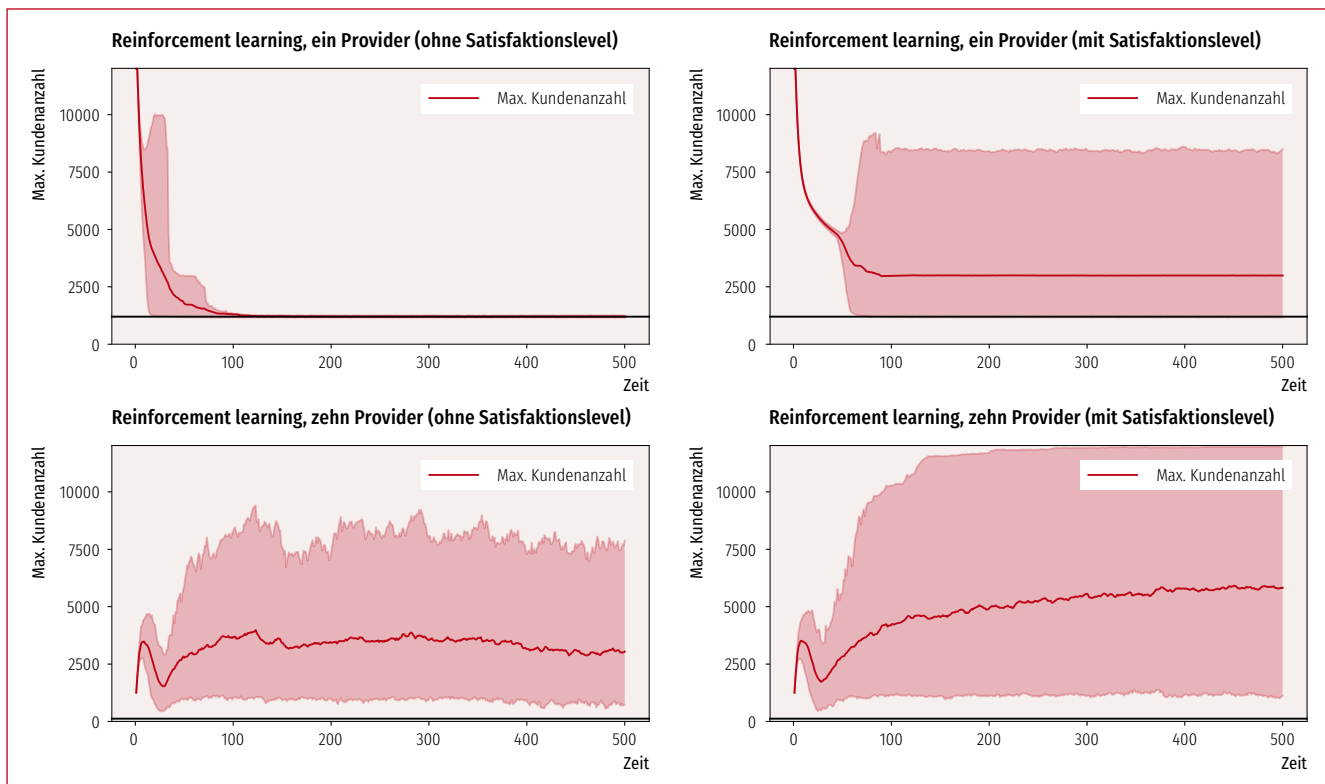 Reinforcement learning, ein Provider (ohne Satisfaktionslevel)
Max. Kundenanzahl
Max. Kundenanzahl
10000
7500
5000
2500
0
0 100 200 300 400 500
Zeit
Reinforcement learning, ein Provider (mit Satisfaktionslevel)
Max. Kundenanzahl
Max. Kundenanzahl
10000
7500
5000
2500
0
0 100 200 300 400 500
Zeit
Reinforcement learning, zehn Provider (ohne Satisfaktionslevel)
Max. Kundenanzahl
Max. Kundenanzahl
10000
7500
5000
2500
0
0 100 200 300 400 500
Zeit
Reinforcement learning, zehn Provider (mit Satisfaktionslevel)
Max. Kundenanzahl
Max. Kundenanzahl
10000
7500
5000
2500
0
0 100 200 300 400 500
Zeit